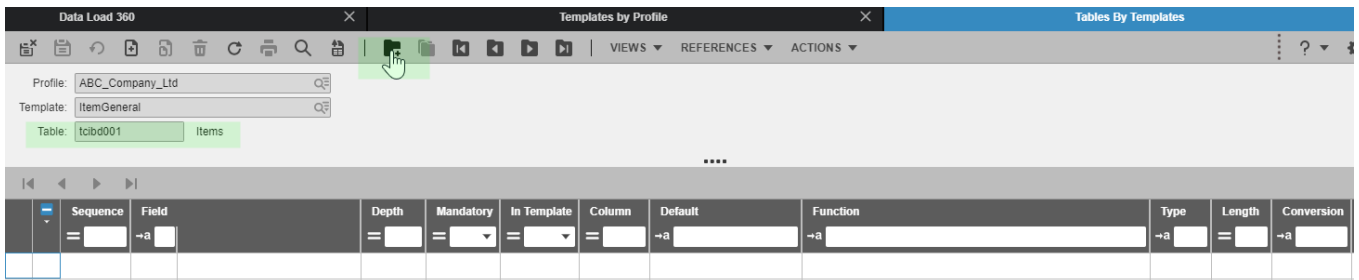 Data Load 360 Templates by Profile Tables By Templates
VIEWS REFERENCES ACTIONS ?
Profile: ABC_Company_Ltd
Template: ItemGeneral
Table: tcibd001 Items
Sequence Field Depth Mandatory In Template Column Default Function Type Length Conversion
= →a = = = = →a →a →a = →a